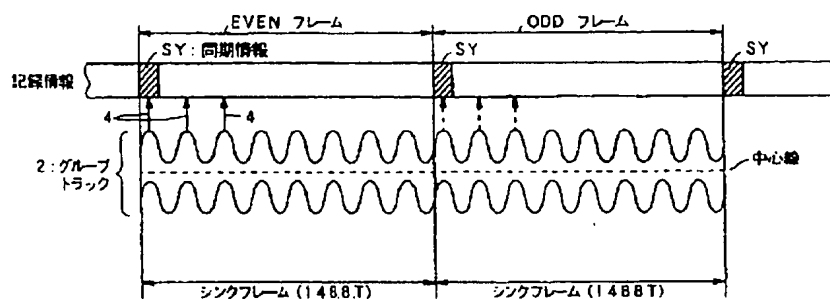 EVEN フレーム
ODD フレーム
SY : 同期情報
SY
SY
記録情報
4
4
2 : グルーブ
トラック
中心線
シンクフレーム (1488T)
シンクフレーム (1488T)